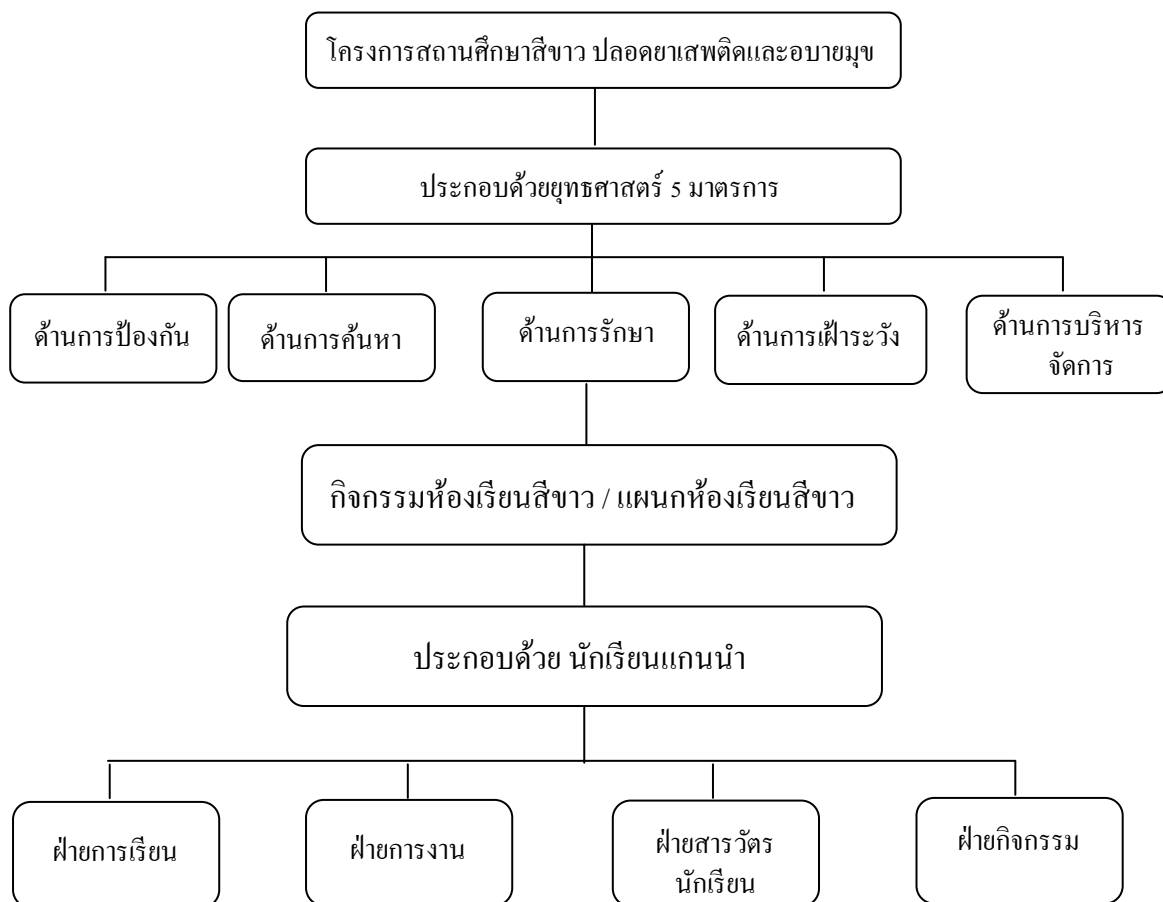 โครงการสถานศึกษาสีขาว ปลอดยาเสพติดและอบายมุข
ประกอบด้วยยุทธศาสตร์ 5 มาตรการ
ด้านการป้องกัน
ด้านการค้นหา
ด้านการรักษา
ด้านการเฝ้าระวัง
ด้านการบริหาร
จัดการ
กิจกรรมห้องเรียนสีขาว / แผนกห้องเรียนสีขาว
ประกอบด้วย นักเรียนแกนนำ
ฝ่ายการเรียน
ฝ่ายการงาน
ฝ่ายสารวัตร
นักเรียน
ฝ่ายกิจกรรม